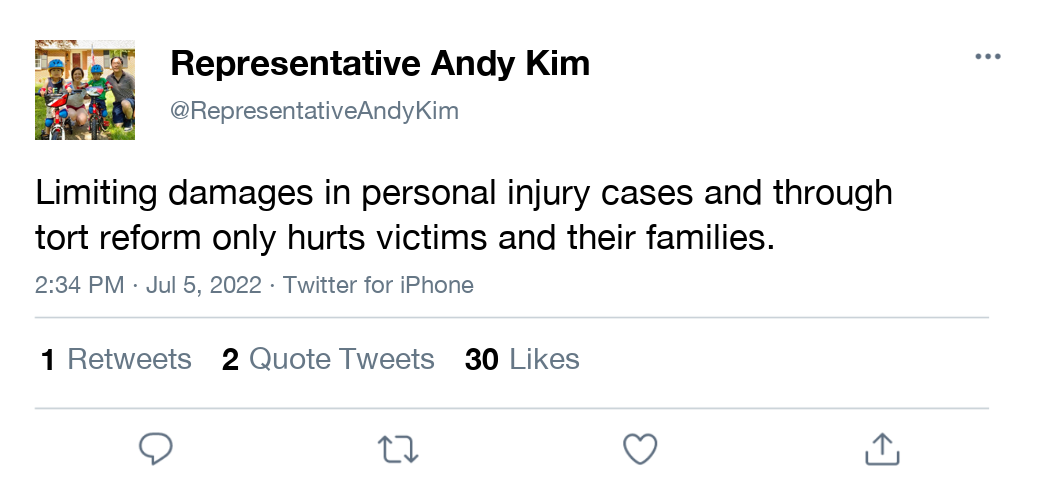 Representative Andy Kim
@RepresentativeAndyKim
Limiting damages in personal injury cases and through
tort reform only hurts victims and their families.
2:34 PM · Jul 5, 2022 · Twitter for iPhone
1 Retweets 2 Quote Tweets 30 Likes